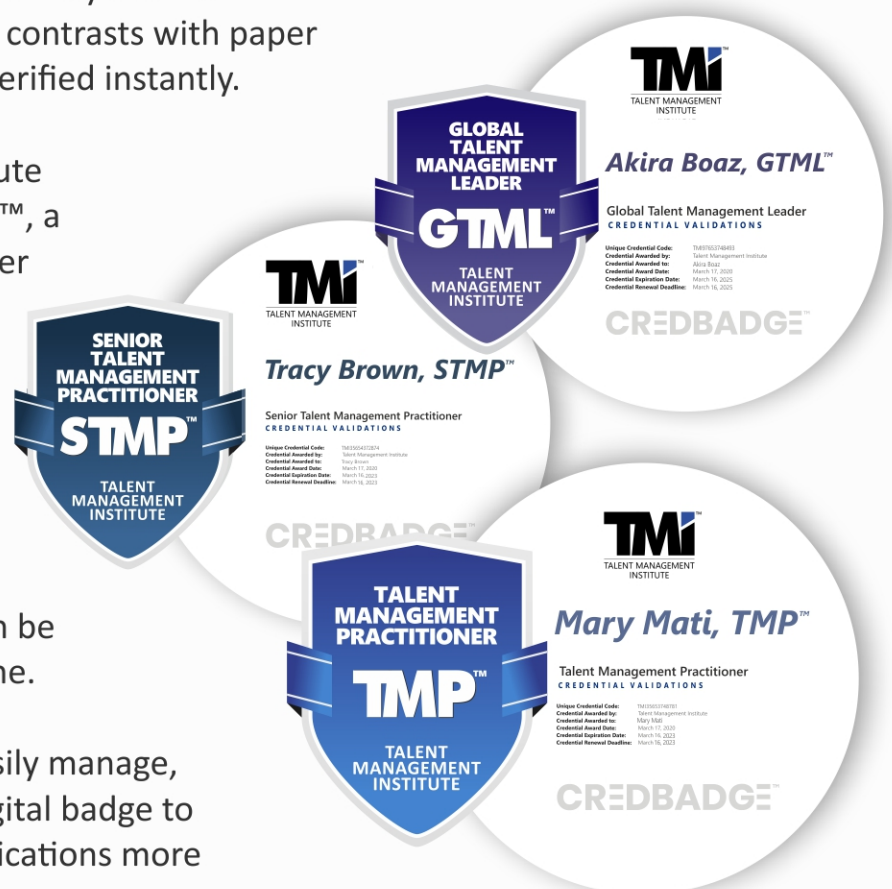 contrasts with paper
erified instantly.
ute
™, a
er
n be
ne.
sily manage,
gital badge to
ications more
GLOBAL
TALENT
MANAGEMENT
LEADER
GTML™
TALENT
MANAGEMENT
INSTITUTE
TMi™
TALENT MANAGEMENT
INSTITUTE
Akira Boaz, GTML™
Global Talent Management Leader
CREDENTIAL VALIDATIONS
Unique Credential Code: TMI97653748493
Credential Awarded by: Talent Management Institute
Credential Awarded to: Akira Boaz
Credential Award Date: March 17, 2020
Credential Expiration Date: March 16, 2025
Credential Renewal Deadline: March 16, 2025
CREDBADGE™
SENIOR
TALENT
MANAGEMENT
PRACTITIONER
STMP™
TALENT
MANAGEMENT
INSTITUTE
TMi™
TALENT MANAGEMENT
INSTITUTE
Tracy Brown, STMP™
Senior Talent Management Practitioner
CREDENTIAL VALIDATIONS
Unique Credential Code:
Credential Awarded by: Talent Management Institute
Credential Awarded to: Tracy Brown
Credential Award Date: March 17, 2020
Credential Expiration Date: March 16, 2023
Credential Renewal Deadline: March 16, 2023
CREDBADGE™
TALENT
MANAGEMENT
PRACTITIONER
TMP™
TALENT
MANAGEMENT
INSTITUTE
TMi™
TALENT MANAGEMENT
INSTITUTE
Mary Mati, TMP™
Talent Management Practitioner
CREDENTIAL VALIDATIONS
Unique Credential Code:
Credential Awarded by: Talent Management Institute
Credential Awarded to: Mary Mati
Credential Award Date: March 17, 2020
Credential Expiration Date: March 16, 2023
Credential Renewal Deadline: March 16, 2023
CREDBADGE™